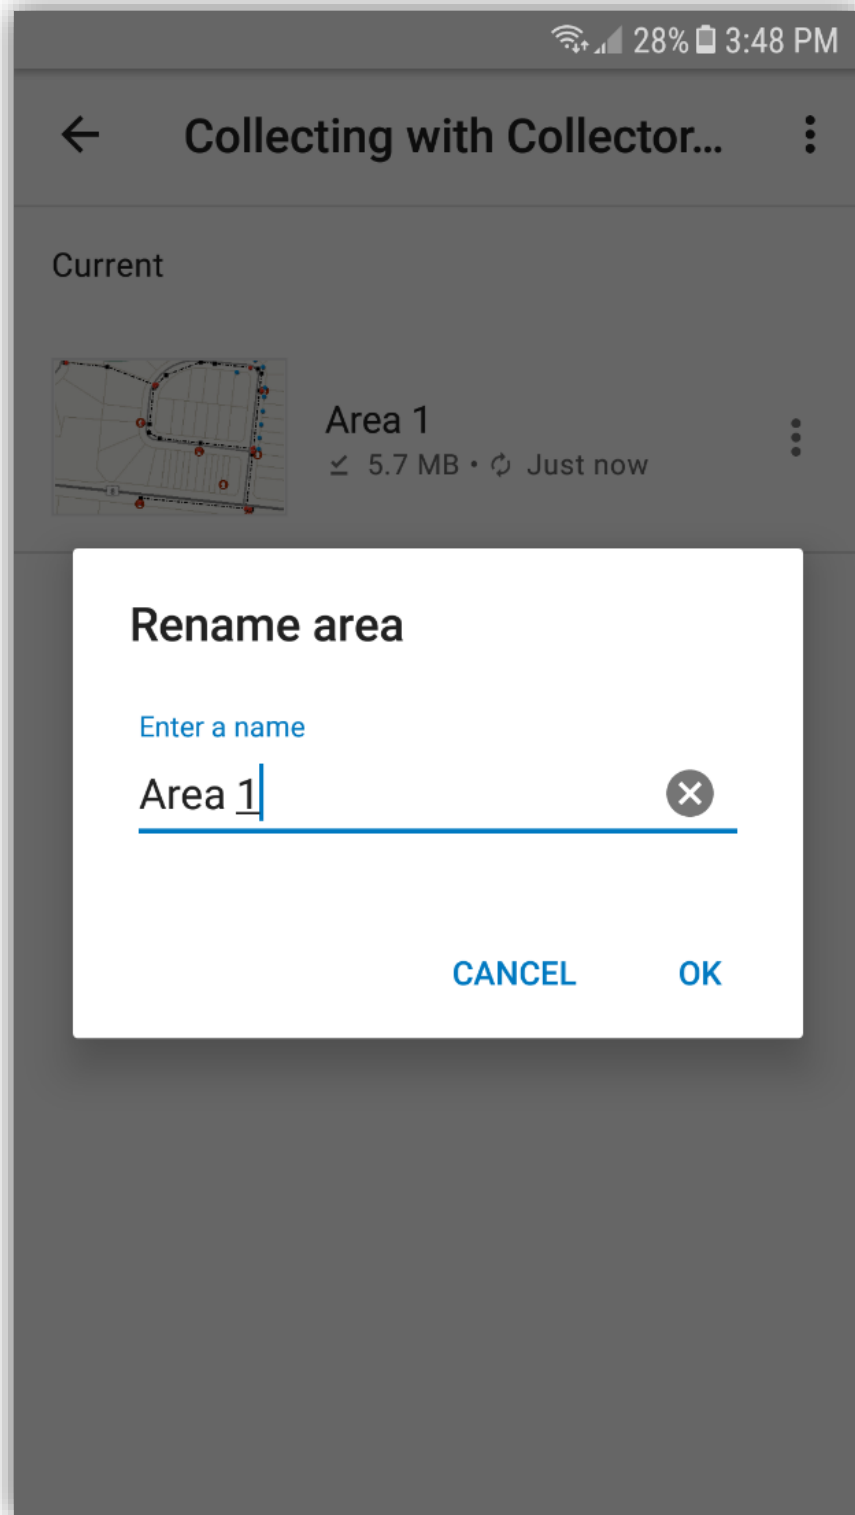 28% 3:48 PM
Collecting with Collector...
Current
Area 1
5.7 MB • Just now
Rename area
Enter a name
Area 1
CANCEL OK